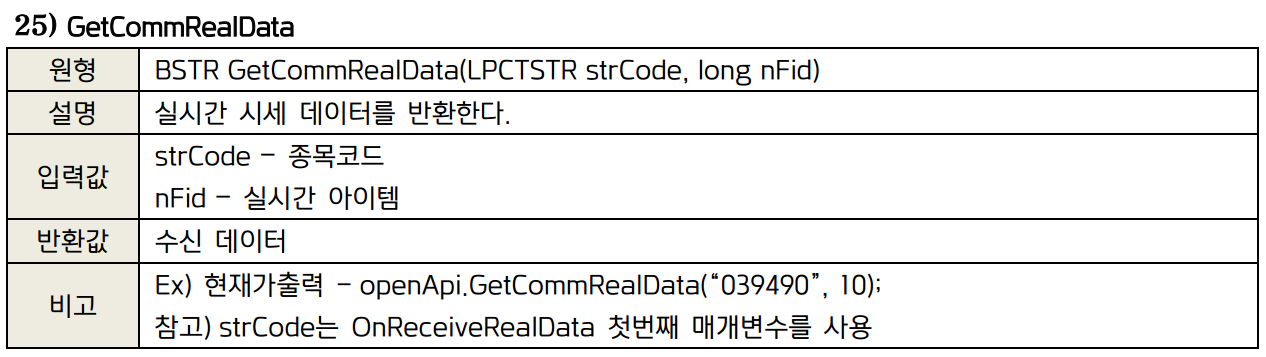 25) GetCommRealData
원형 BSTR GetCommRealData(LPCTSTR strCode, long nFid)
설명 실시간 시세 데이터를 반환한다.
입력값 strCode – 종목코드
nFid – 실시간 아이템
반환값 수신 데이터
비고 Ex) 현재가출력 – openApi.GetCommRealData(“039490”, 10);
참고) strCode는 OnReceiveRealData 첫번째 매개변수를 사용